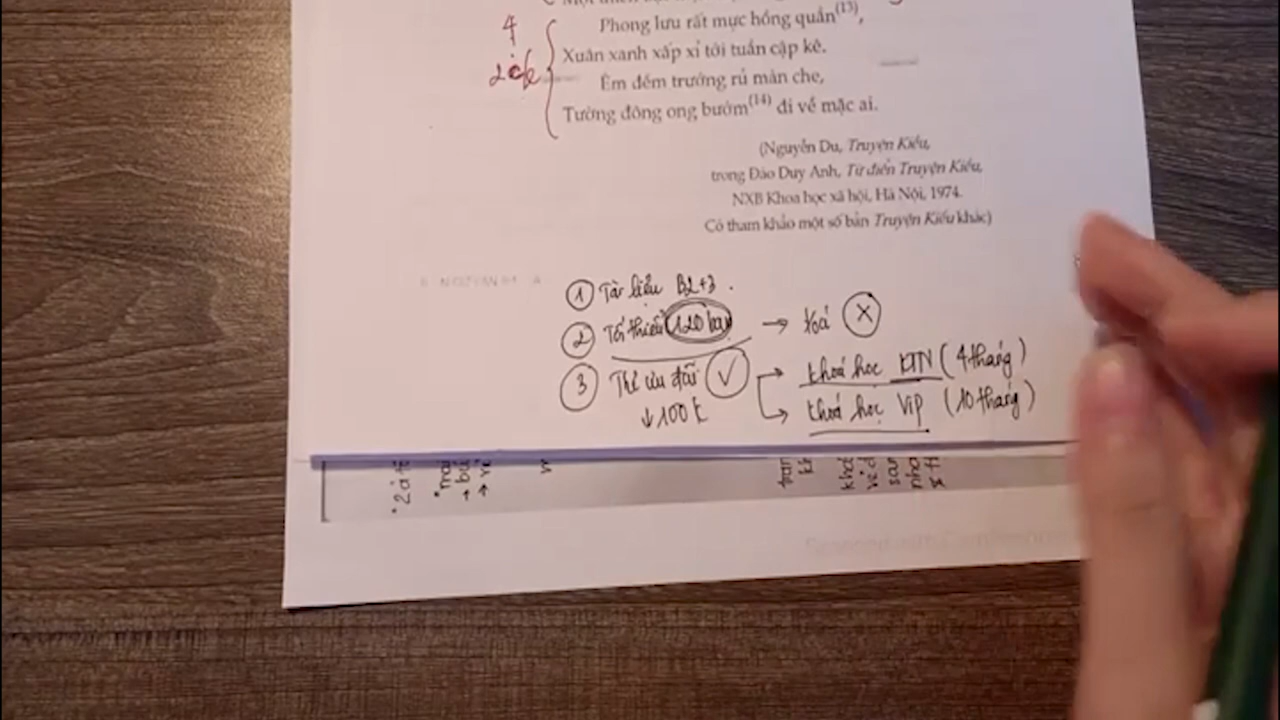 4
Phong lưu rất mực hồng quần(13),
Xuân xanh xấp xỉ tới tuần cập kê.
Êm đềm trướng rủ màn che,
Tường đông ong bướm(14) đi về mặc ai.
(Nguyễn Du, Truyện Kiều,
trong Đào Duy Anh, Từ điển Truyện Kiều,
NXB Khoa học xã hội, Hà Nội, 1974.
Có tham khảo một số bản Truyện Kiều khác)
1 Tài liệu B2+3.
2 Tối thiểu 120 bạn → Xoá X
3 Thẻ ưu đãi ✓ → khoá học KTN (4 tháng)
↓100k → khoá học Vip (10 tháng)